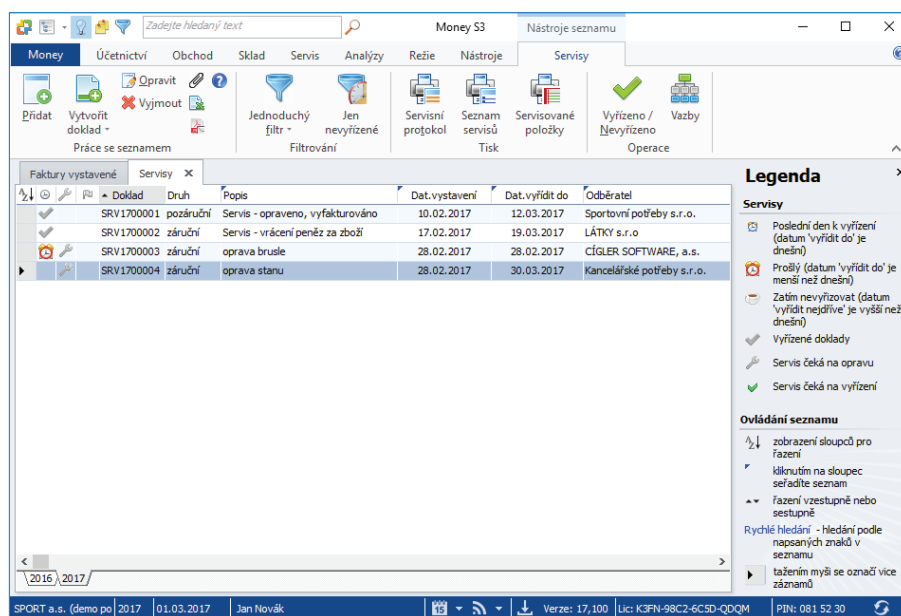 Zadejte hledaný text
Money S3
Nástroje seznamu
Money Účetnictví Obchod Sklad Servis Analýzy Režie Nástroje Servisy
Přidat
Vytvořit doklad
Opravit
Vyjmout
Jednoduchý filtr
Jen nevyřízené
Servisní protokol
Seznam servisů
Servisované položky
Vyřízeno / Nevyřízeno
Vazby
Práce se seznamem Filtrování Tisk Operace
Faktury vystavené Servisy
Doklad Druh Popis Dat.vystavení Dat.vyřídit do Odběratel
SRV1700001 pozáruční Servis - opraveno, vyfakturováno 10.02.2017 12.03.2017 Sportovní potřeby s.r.o.
SRV1700002 záruční Servis - vrácení peněz za zboží 17.02.2017 19.03.2017 LÁTKY s.r.o
SRV1700003 záruční oprava brusle 28.02.2017 28.02.2017 CÍGLER SOFTWARE, a.s.
SRV1700004 záruční oprava stanu 28.02.2017 30.03.2017 Kancelářské potřeby s.r.o.
2016 2017
Legenda
Servisy
Poslední den k vyřízení
(datum 'vyřídit do' je
dnešní)
Prošlý (datum 'vyřídit do' je
menší než dnešní)
Zatím nevyřizovat (datum
'vyřídit nejdříve' je vyšší než
dnešní)
Vyřízené doklady
Servis čeká na opravu
Servis čeká na vyřízení
Ovládání seznamu
zobrazení sloupců pro
řazení
kliknutím na sloupec
seřadíte seznam
řazení vzestupně nebo
sestupně
Rychlé hledání - hledání podle
napsaných znaků v
seznamu
tažením myši se označí více
záznamů
SPORT a.s. (demo po 2017 01.03.2017 Jan Novák 15 Verze: 17,100 Lic: K3FN-98C2-6C5D-QDQM PIN: 081 52 30